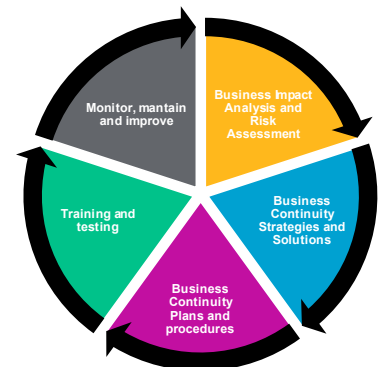 Business Impact
Analysis and
Risk
Assessment
Business
Continuity
Strategies and
Solutions
Business
Continuity
Plans and
procedures
Training and
testing
Monitor, mantain
and improve